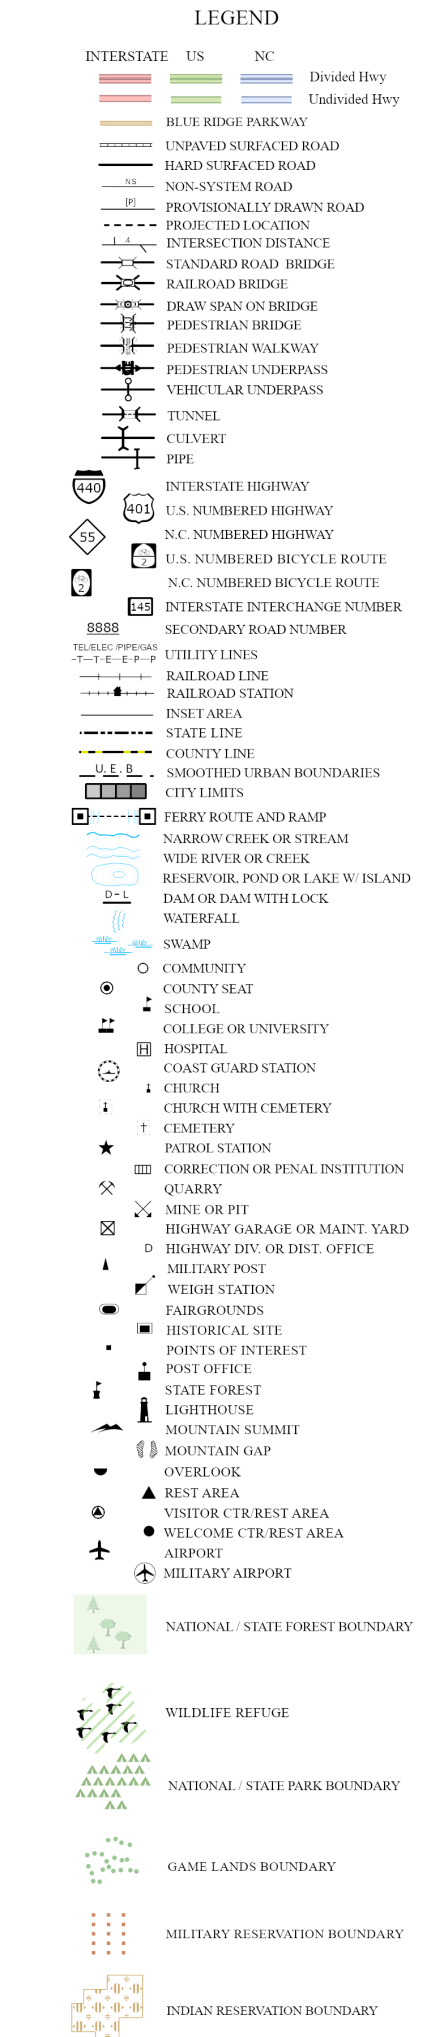 LEGEND
INTERSTATE US NC
Divided Hwy
Undivided Hwy
BLUE RIDGE PARKWAY
UNPAVED SURFACED ROAD
HARD SURFACED ROAD
NS NON-SYSTEM ROAD
[P] PROVISIONALLY DRAWN ROAD
PROJECTED LOCATION
4 INTERSECTION DISTANCE
STANDARD ROAD BRIDGE
RAILROAD BRIDGE
DRAW SPAN ON BRIDGE
PEDESTRIAN BRIDGE
PEDESTRIAN WALKWAY
PEDESTRIAN UNDERPASS
VEHICULAR UNDERPASS
TUNNEL
CULVERT
PIPE
440 INTERSTATE HIGHWAY
401 U.S. NUMBERED HIGHWAY
55 N.C. NUMBERED HIGHWAY
2 U.S. NUMBERED BICYCLE ROUTE
2 N.C. NUMBERED BICYCLE ROUTE
145 INTERSTATE INTERCHANGE NUMBER
8888 SECONDARY ROAD NUMBER
TEL/ELEC /PIPE/GAS
T T E E P P UTILITY LINES
RAILROAD LINE
RAILROAD STATION
INSET AREA
STATE LINE
COUNTY LINE
U. E. B SMOOTHED URBAN BOUNDARIES
CITY LIMITS
FERRY ROUTE AND RAMP
NARROW CREEK OR STREAM
WIDE RIVER OR CREEK
RESERVOIR, POND OR LAKE W/ ISLAND
D-L DAM OR DAM WITH LOCK
WATERFALL
SWAMP
COMMUNITY
COUNTY SEAT
SCHOOL
COLLEGE OR UNIVERSITY
H HOSPITAL
COAST GUARD STATION
CHURCH
CHURCH WITH CEMETERY
CEMETERY
PATROL STATION
CORRECTION OR PENAL INSTITUTION
QUARRY
MINE OR PIT
HIGHWAY GARAGE OR MAINT. YARD
D HIGHWAY DIV. OR DIST. OFFICE
MILITARY POST
WEIGH STATION
FAIRGROUNDS
HISTORICAL SITE
POINTS OF INTEREST
POST OFFICE
STATE FOREST
LIGHTHOUSE
MOUNTAIN SUMMIT
MOUNTAIN GAP
OVERLOOK
REST AREA
VISITOR CTR/REST AREA
WELCOME CTR/REST AREA
AIRPORT
MILITARY AIRPORT
NATIONAL / STATE FOREST BOUNDARY
WILDLIFE REFUGE
NATIONAL / STATE PARK BOUNDARY
GAME LANDS BOUNDARY
MILITARY RESERVATION BOUNDARY
INDIAN RESERVATION BOUNDARY